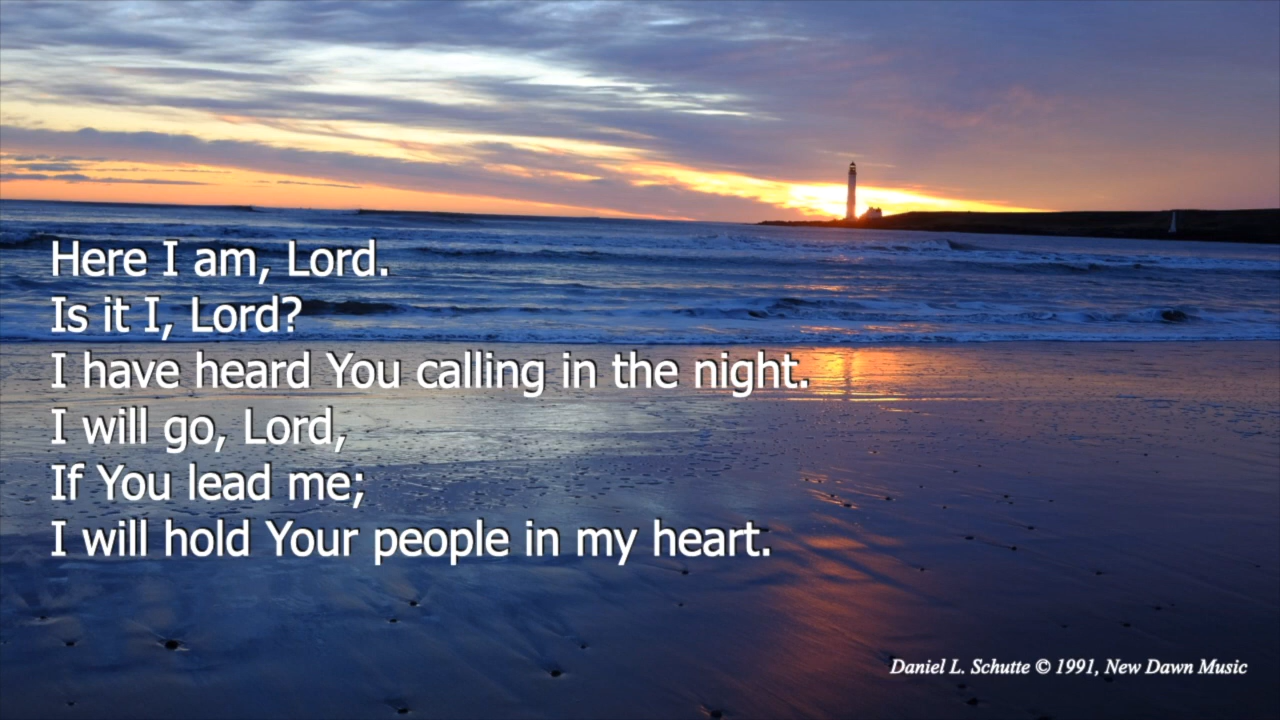 Here I am, Lord.
Is it I, Lord?
I have heard You calling in the night.
I will go, Lord,
If You lead me;
I will hold Your people in my heart.
Daniel L. Schutte © 1991, New Dawn Music